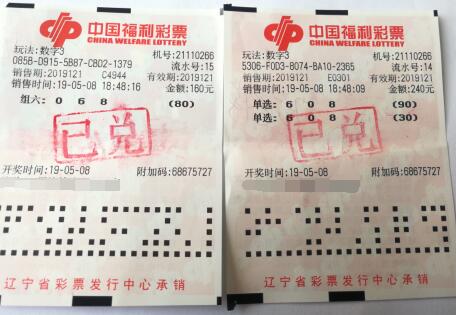 中国福利彩票
CHINA WELFARE LOTTERY
玩法:数字3 机号:21110266
085B-D915-5B87-CB02-1379 流水号:15
销售期:2019121 C4944 有效期:2019121
销售时间:19-05-08 18:48:16 金额:160元
组六: 0 6 8 (80)
已兑
开奖时间:19-05-08 附加码:68675727
辽宁省彩票发行中心承销
中国福利彩票
CHINA WELFARE LOTTERY
玩法:数字3 机号:21110266
5306-F0D3-8074-BA10-2365 流水号:14
销售期:2019121 E0301 有效期:2019121
销售时间:19-05-08 18:48:09 金额:240元
单选: 6 0 8 (90)
单选: 6 0 8 (30)
已兑
开奖时间:19-05-08 附加码:68675727
辽宁省彩票发行中心承销